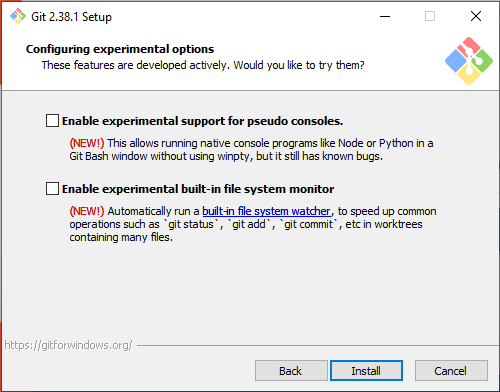 Git 2.38.1 Setup
Configuring experimental options
These features are developed actively. Would you like to try them?
Enable experimental support for pseudo consoles.
(NEW!) This allows running native console programs like Node or Python in a
Git Bash window without using winpty, but it still has known bugs.
Enable experimental built-in file system monitor
(NEW!) Automatically run a built-in file system watcher, to speed up common
operations such as `git status`, `git add`, `git commit`, etc in worktrees
containing many files.
https://gitforwindows.org/
Back Install Cancel